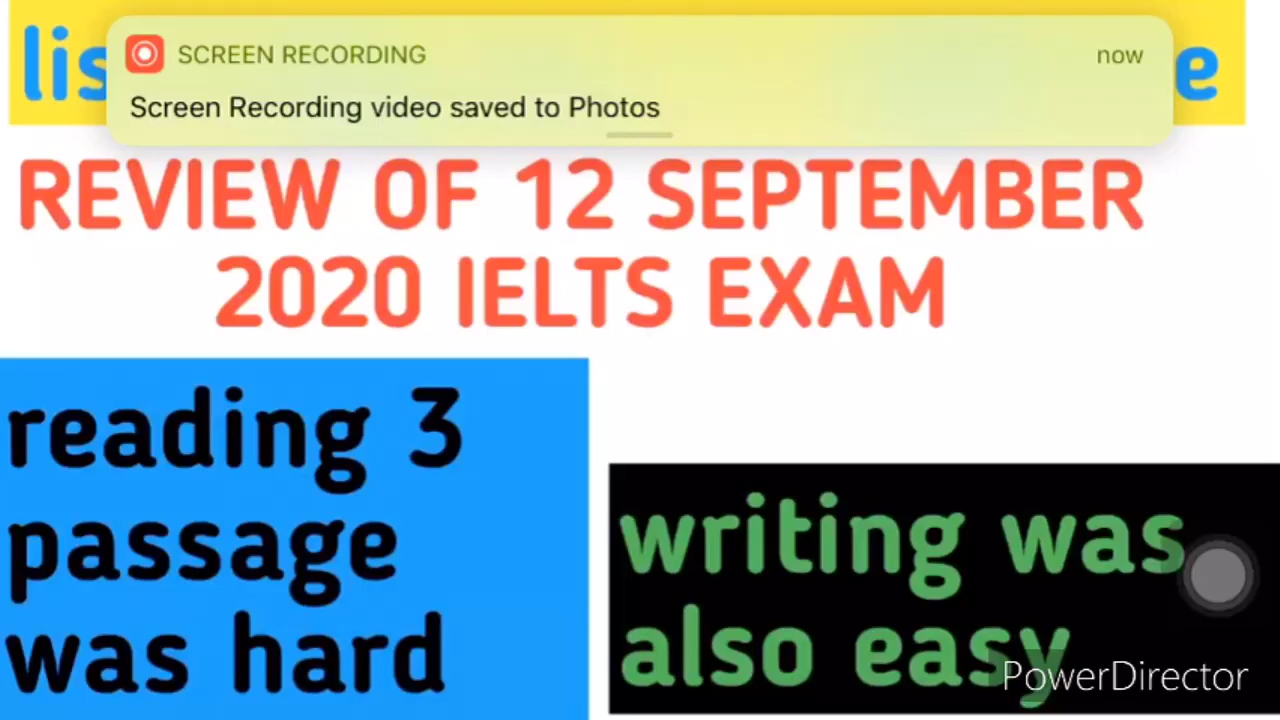 SCREEN RECORDING now
Screen Recording video saved to Photos
REVIEW OF 12 SEPTEMBER
2020 IELTS EXAM
reading 3
passage
was hard
writing was
also easy
PowerDirector